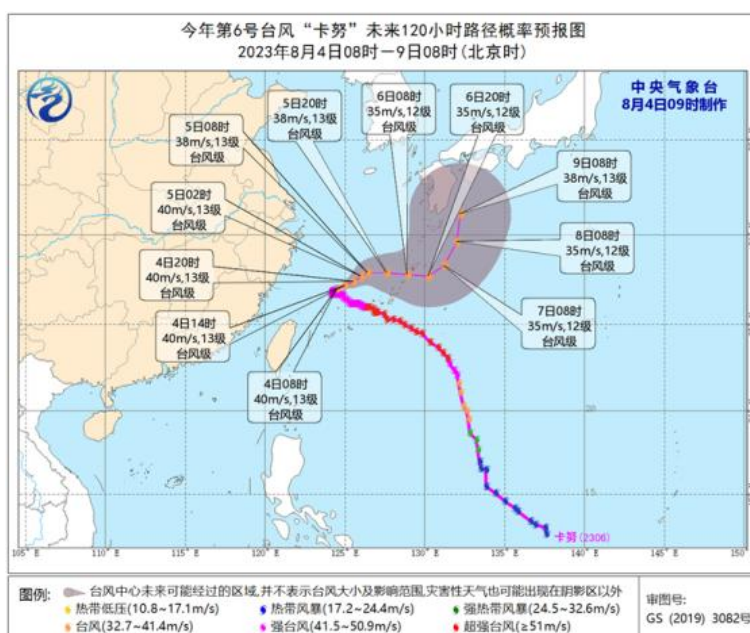 今年第6号台风“卡努”未来120小时路径概率预报图
2023年8月4日08时—9日08时(北京时)
中央气象台
8月4日09时制作
5日20时
38m/s,13级
台风级
6日08时
35m/s,12级
台风级
6日20时
35m/s,12级
台风级
5日08时
38m/s,13级
台风级
9日08时
38m/s,13级
台风级
5日02时
40m/s,13级
台风级
8日08时
35m/s,12级
台风级
4日20时
40m/s,13级
台风级
7日08时
35m/s,12级
台风级
4日14时
40m/s,13级
台风级
4日08时
40m/s,13级
台风级
20
15
卡努(2306)
105° E
110° E
115° E
120° E
125° E
130° E
135° E
140° E
145° E
150° E
图例:
台风中心未来可能经过的区域,并不表示台风大小及影响范围,灾害性天气也可能出现在阴影区以外
热带低压(10.8~17.1m/s)
热带风暴(17.2~24.4m/s)
强热带风暴(24.5~32.6m/s)
台风(32.7~41.4m/s)
强台风(41.5~50.9m/s)
超强台风(≥51m/s)
审图号:
GS (2019) 3082号